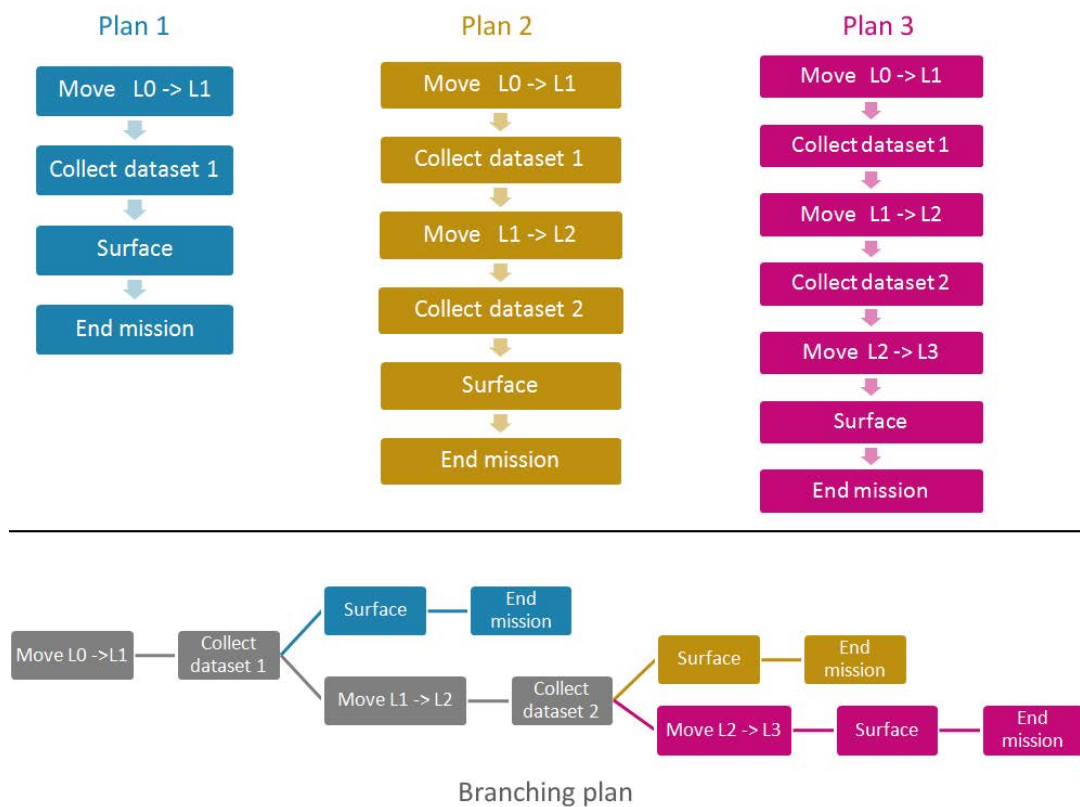 Plan 1
Move L0 -> L1
Collect dataset 1
Surface
End mission
Plan 2
Move L0 -> L1
Collect dataset 1
Move L1 -> L2
Collect dataset 2
Surface
End mission
Plan 3
Move L0 -> L1
Collect dataset 1
Move L1 -> L2
Collect dataset 2
Move L2 -> L3
Surface
End mission
Move L0 ->L1
Collect
dataset 1
Surface
End
mission
Move L1 -> L2
Collect
dataset 2
Surface
End
mission
Move L2 -> L3
Surface
End
mission
Branching plan